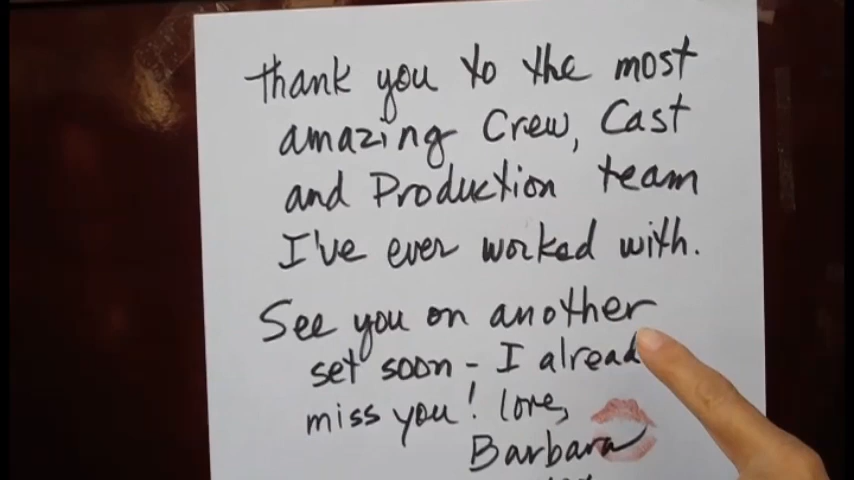 thank you to the most
amazing Crew, Cast
and Production team
I've ever worked with.
See you on another
set soon - I alread
miss you! love,
Barbara